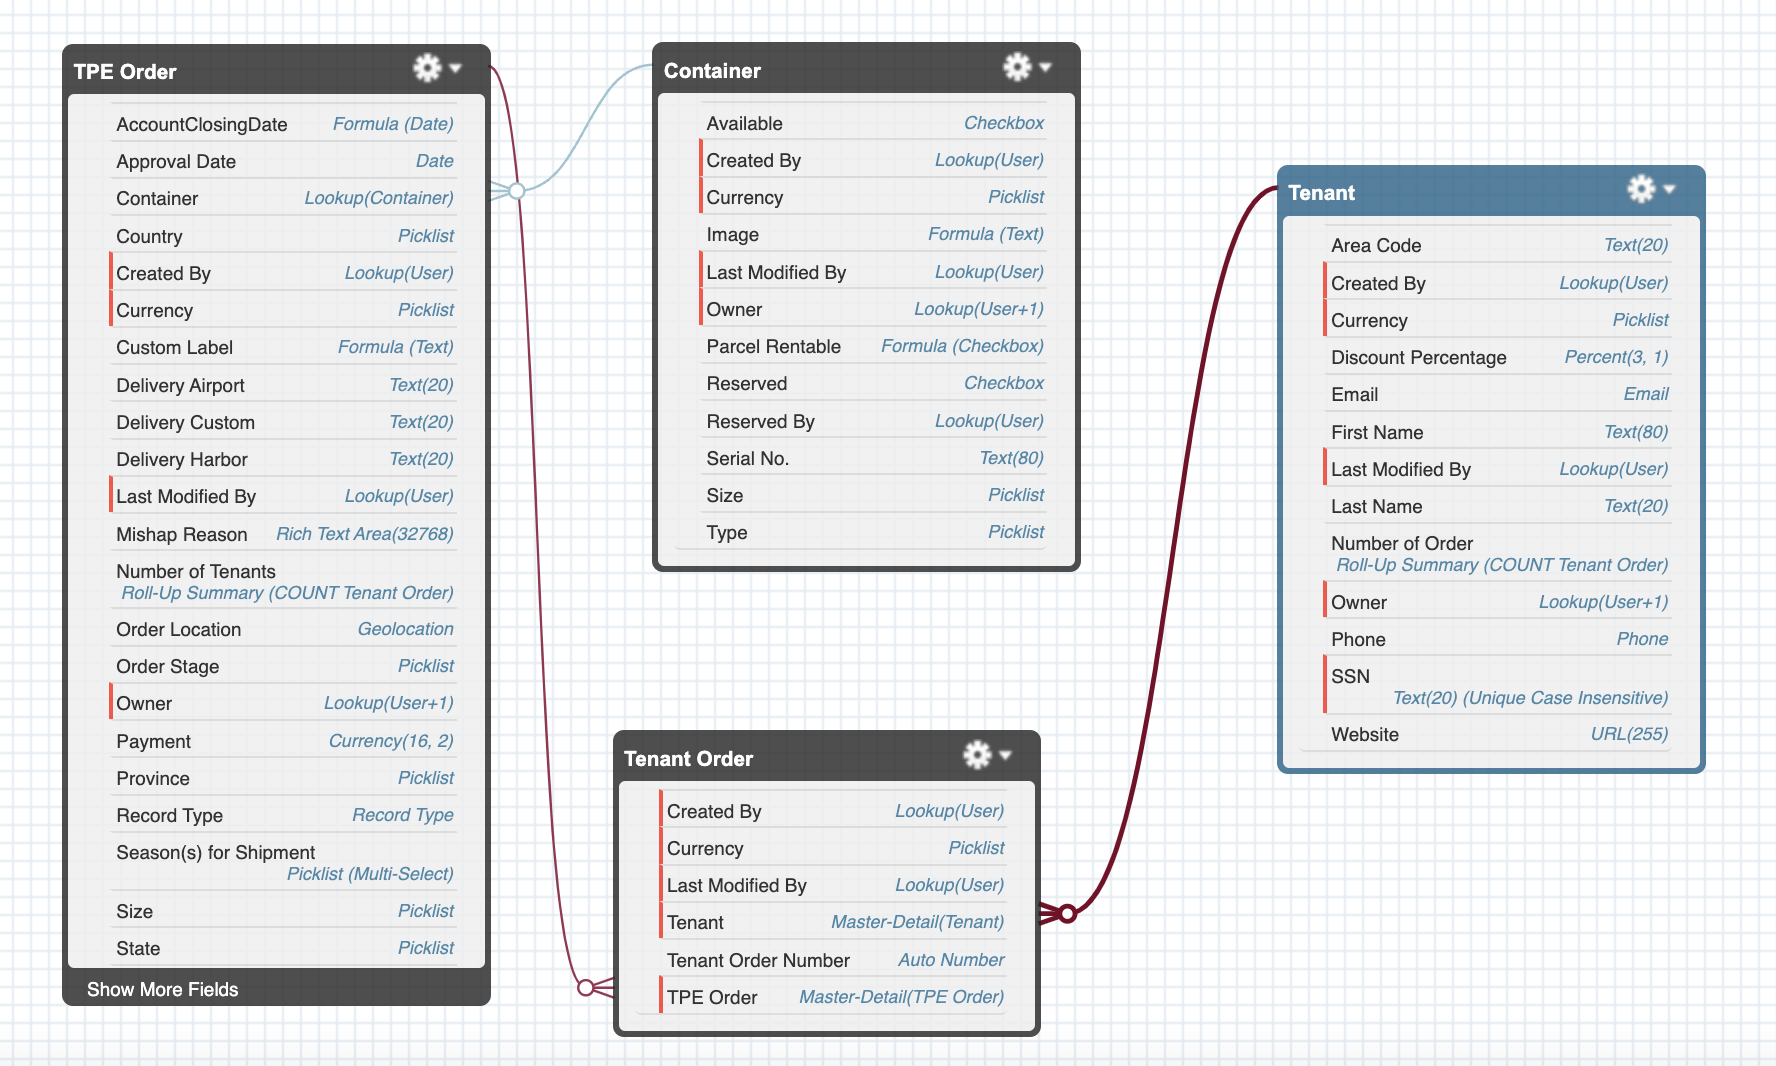 TPE Order
AccountClosingDate Formula (Date)
Approval Date Date
Container Lookup(Container)
Country Picklist
Created By Lookup(User)
Currency Picklist
Custom Label Formula (Text)
Delivery Airport Text(20)
Delivery Custom Text(20)
Delivery Harbor Text(20)
Last Modified By Lookup(User)
Mishap Reason Rich Text Area(32768)
Number of Tenants
Roll-Up Summary (COUNT Tenant Order)
Order Location Geolocation
Order Stage Picklist
Owner Lookup(User+1)
Payment Currency(16, 2)
Province Picklist
Record Type Record Type
Season(s) for Shipment
Picklist (Multi-Select)
Size Picklist
State Picklist
Show More Fields
Container
Available Checkbox
Created By Lookup(User)
Currency Picklist
Image Formula (Text)
Last Modified By Lookup(User)
Owner Lookup(User+1)
Parcel Rentable Formula (Checkbox)
Reserved Checkbox
Reserved By Lookup(User)
Serial No. Text(80)
Size Picklist
Type Picklist
Tenant Order
Created By Lookup(User)
Currency Picklist
Last Modified By Lookup(User)
Tenant Master-Detail(Tenant)
Tenant Order Number Auto Number
TPE Order Master-Detail(TPE Order)
Tenant
Area Code Text(20)
Created By Lookup(User)
Currency Picklist
Discount Percentage Percent(3, 1)
Email Email
First Name Text(80)
Last Modified By Lookup(User)
Last Name Text(20)
Number of Order
Roll-Up Summary (COUNT Tenant Order)
Owner Lookup(User+1)
Phone Phone
SSN
Text(20) (Unique Case Insensitive)
Website URL(255)